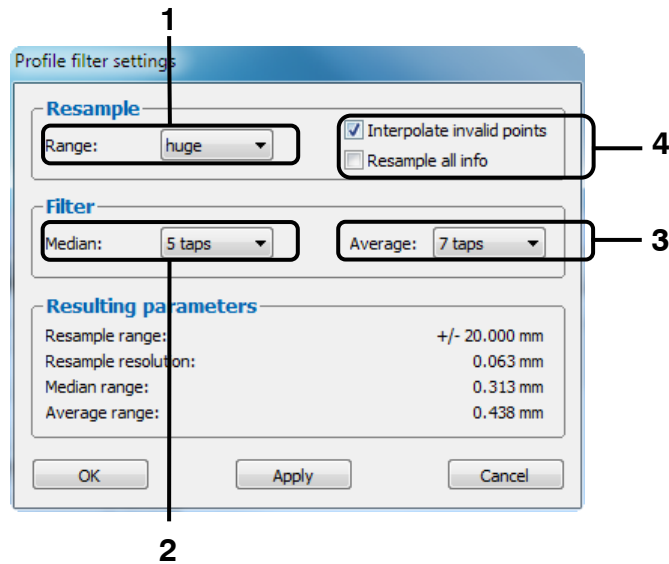 1
Profile filter settings
Resample
Range: huge
Interpolate invalid points
Resample all info
4
Filter
Median: 5 taps Average: 7 taps
3
Resulting parameters
Resample range: +/- 20.000 mm
Resample resolution: 0.063 mm
Median range: 0.313 mm
Average range: 0.438 mm
OK Apply Cancel
2